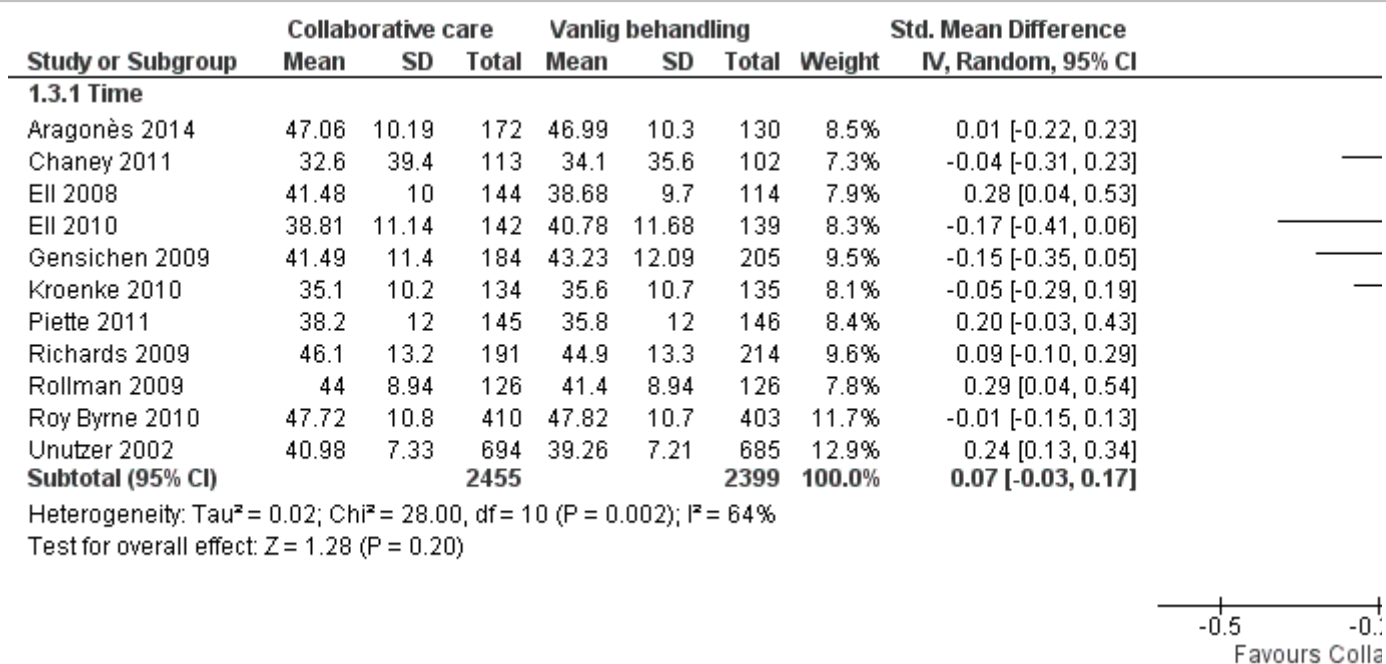 Collaborative care Vanlig behandling Std. Mean Difference
Study or Subgroup Mean SD Total Mean SD Total Weight IV, Random, 95% CI
1.3.1 Time
Aragonès 2014 47.06 10.19 172 46.99 10.3 130 8.5% 0.01 [-0.22, 0.23]
Chaney 2011 32.6 39.4 113 34.1 35.6 102 7.3% -0.04 [-0.31, 0.23]
Ell 2008 41.48 10 144 38.68 9.7 114 7.9% 0.28 [0.04, 0.53]
Ell 2010 38.81 11.14 142 40.78 11.68 139 8.3% -0.17 [-0.41, 0.06]
Gensichen 2009 41.49 11.4 184 43.23 12.09 205 9.5% -0.15 [-0.35, 0.05]
Kroenke 2010 35.1 10.2 134 35.6 10.7 135 8.1% -0.05 [-0.29, 0.19]
Piette 2011 38.2 12 145 35.8 12 146 8.4% 0.20 [-0.03, 0.43]
Richards 2009 46.1 13.2 191 44.9 13.3 214 9.6% 0.09 [-0.10, 0.29]
Rollman 2009 44 8.94 126 41.4 8.94 126 7.8% 0.29 [0.04, 0.54]
Roy Byrne 2010 47.72 10.8 410 47.82 10.7 403 11.7% -0.01 [-0.15, 0.13]
Unutzer 2002 40.98 7.33 694 39.26 7.21 685 12.9% 0.24 [0.13, 0.34]
Subtotal (95% CI) 2455 2399 100.0% 0.07 [-0.03, 0.17]
Heterogeneity: Tau² = 0.02; Chi² = 28.00, df = 10 (P = 0.002); I² = 64%
Test for overall effect: Z = 1.28 (P = 0.20)
-0.5
Favours